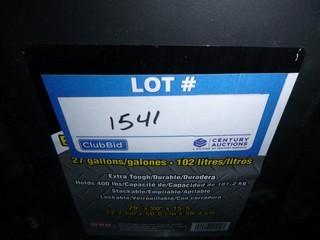 LOT #
1541
ClubBid
CENTURY AUCTIONS
27 gallons/galones • 102 litres/litros
Extra Tough/Durable/Duradera
Holds 400 lbs/Capacité de/Capacidad de 181.2 kg
Stackable/Empilable/Apilable
Lockable/Verrouillable/Con cerradura